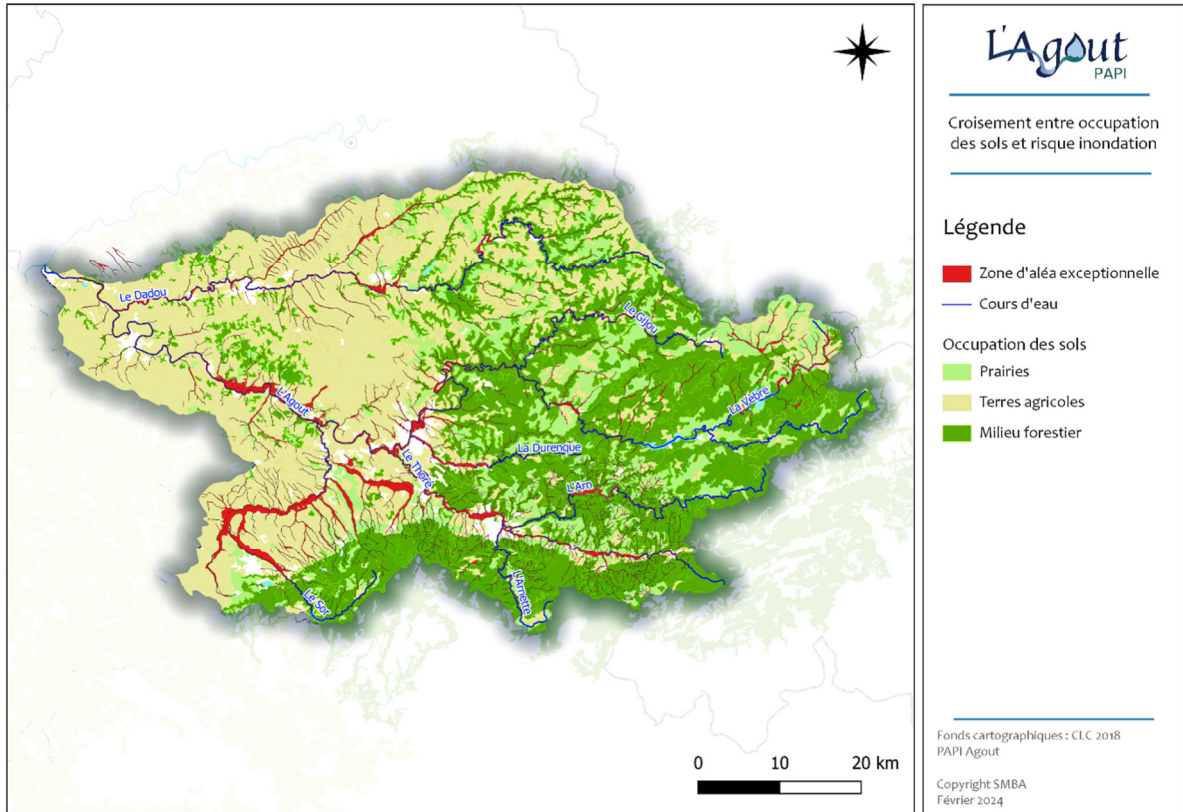 L'Agout
PAPI
Croisement entre occupation
des sols et risque inondation
Légende
Zone d'aléa exceptionnelle
Cours d'eau
Occupation des sols
Prairies
Terres agricoles
Milieu forestier
Le Dadou
Le Gijou
L'Agout
La Vèbre
Le Thoré
La Durenque
L'Arn
Le Sor
L'Arnette
0 10 20 km
Fonds cartographiques : CLC 2018
PAPI Agout
Copyright SMBA
Février 2024